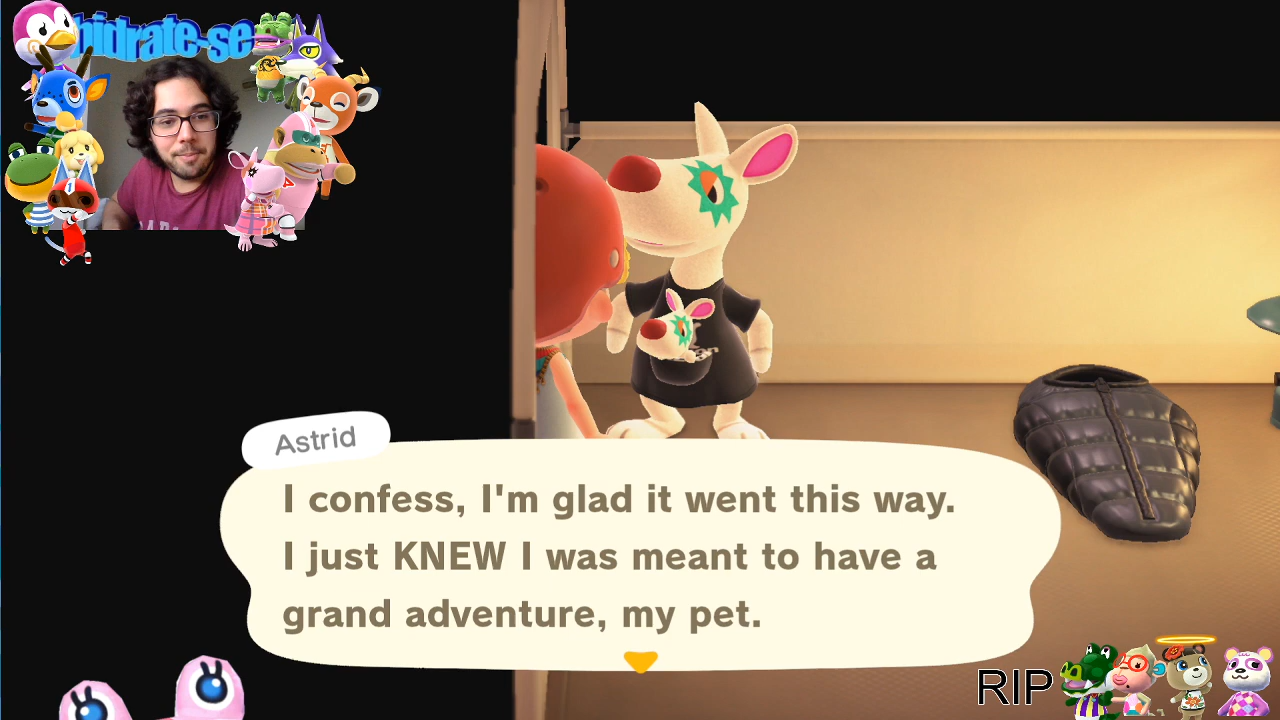 hidrate-se
Astrid
I confess, I'm glad it went this way.
I just KNEW I was meant to have a
grand adventure, my pet.
RIP